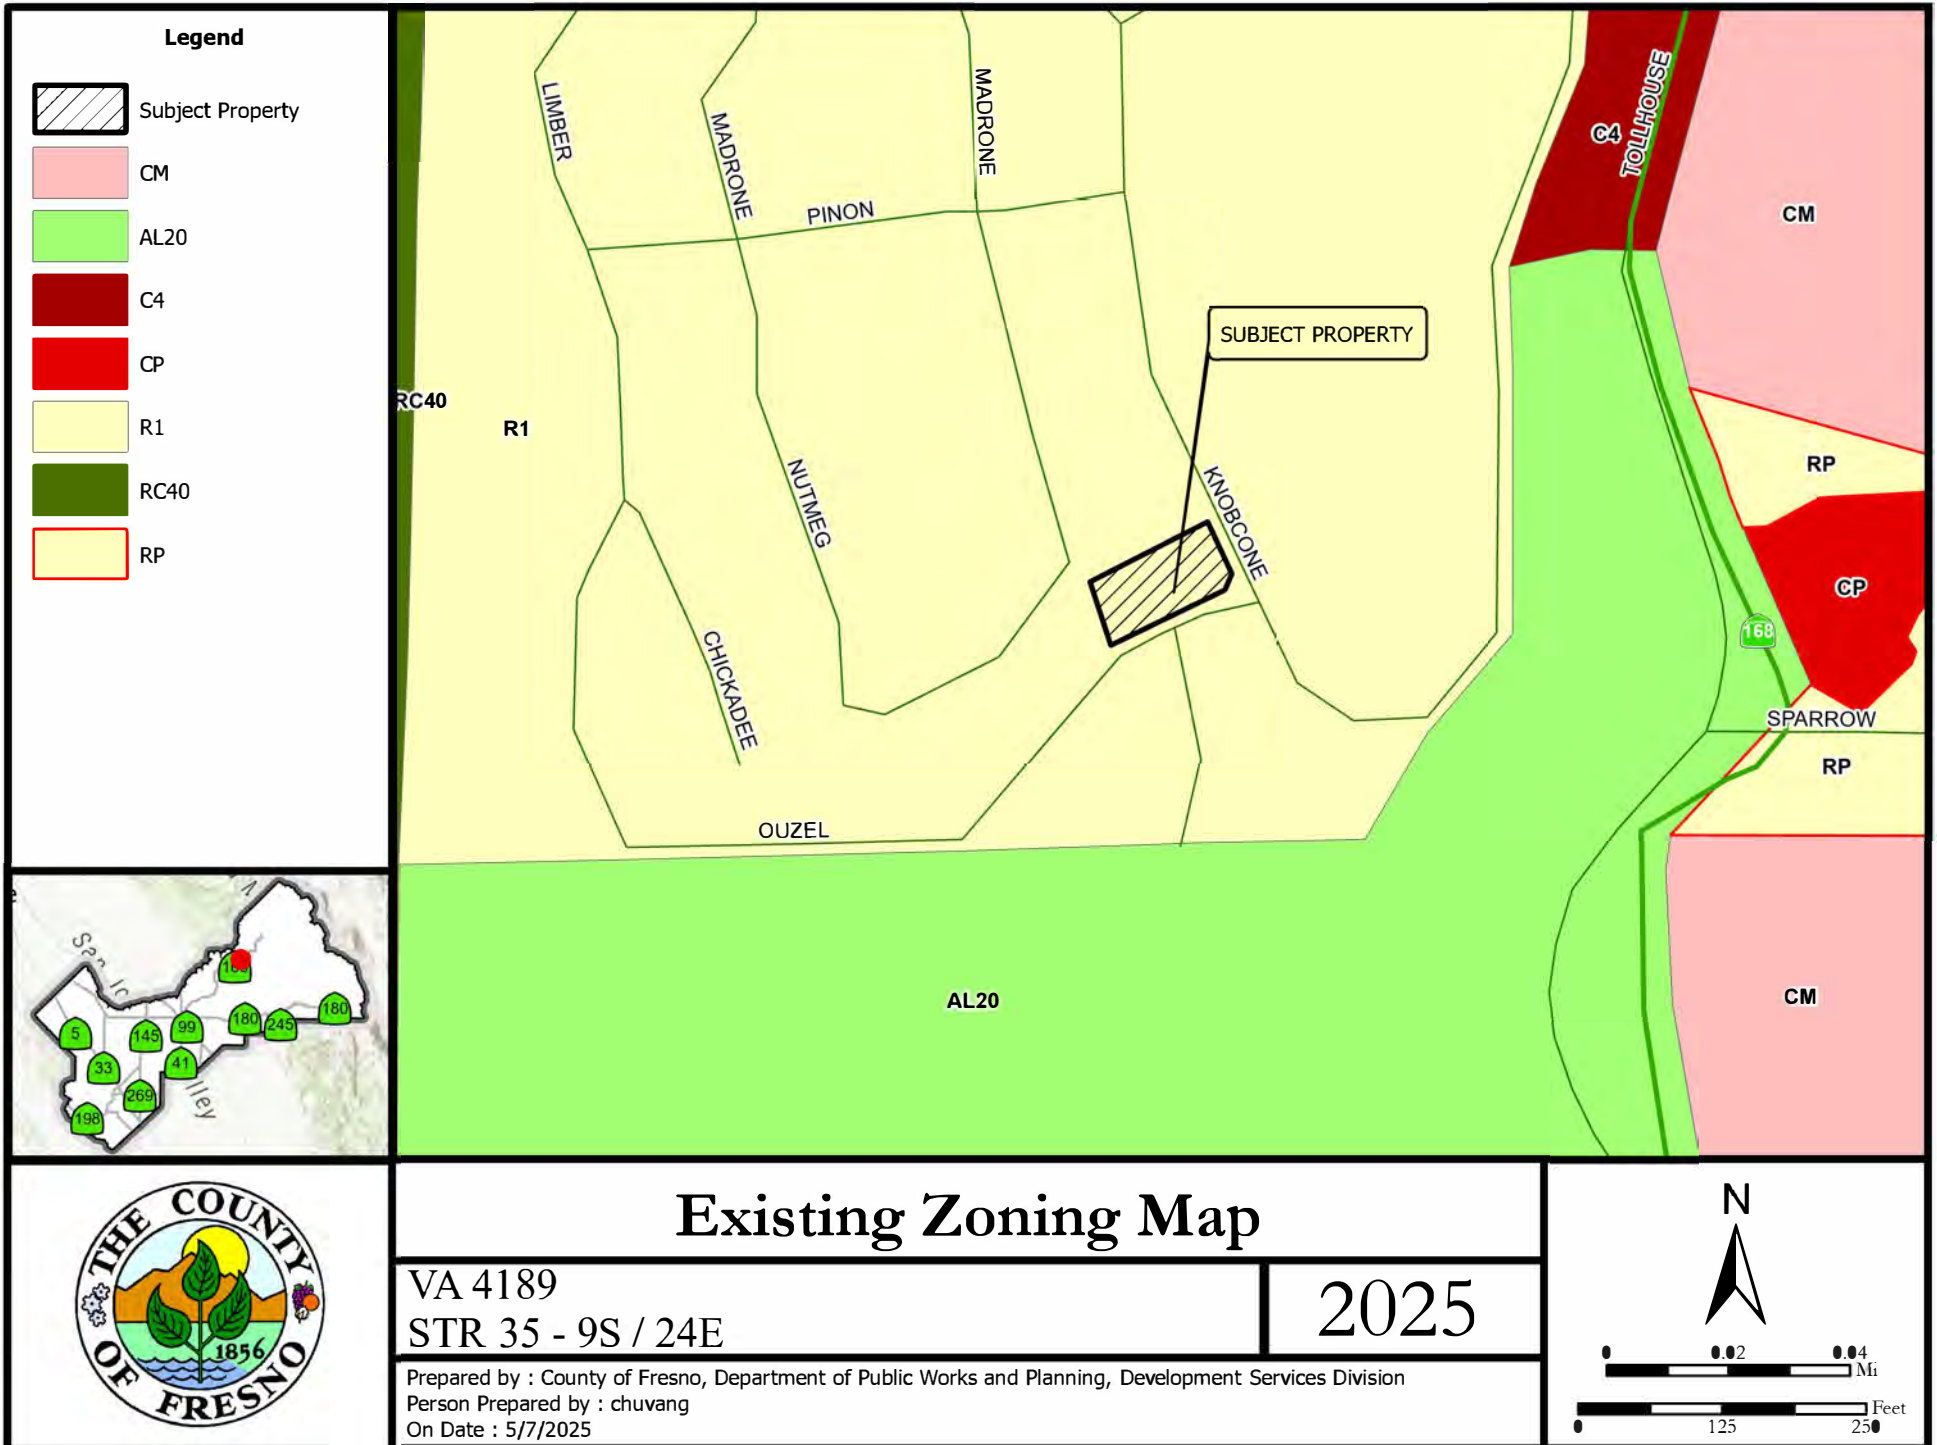 Legend
Subject Property
CM
AL20
C4
CP
R1
RC40
RP
LIMBER
MADRONE
MADRONE
PINON
TOLLHOUSE
C4
CM
SUBJECT PROPERTY
RC40
R1
NUTMEG
KNOBCONE
RP
CP
168
CHICKADEE
SPARROW
RP
OUZEL
AL20
CM
180
180
245
5
145
99
33
41
269
198
lley
THE COUNTY
OF FRESNO
1856
Existing Zoning Map
VA 4189
STR 35 - 9S / 24E
2025
Prepared by : County of Fresno, Department of Public Works and Planning, Development Services Division
Person Prepared by : chuvang
On Date : 5/7/2025
N
0 0.02 0.04
Mi
Feet
0 125 250